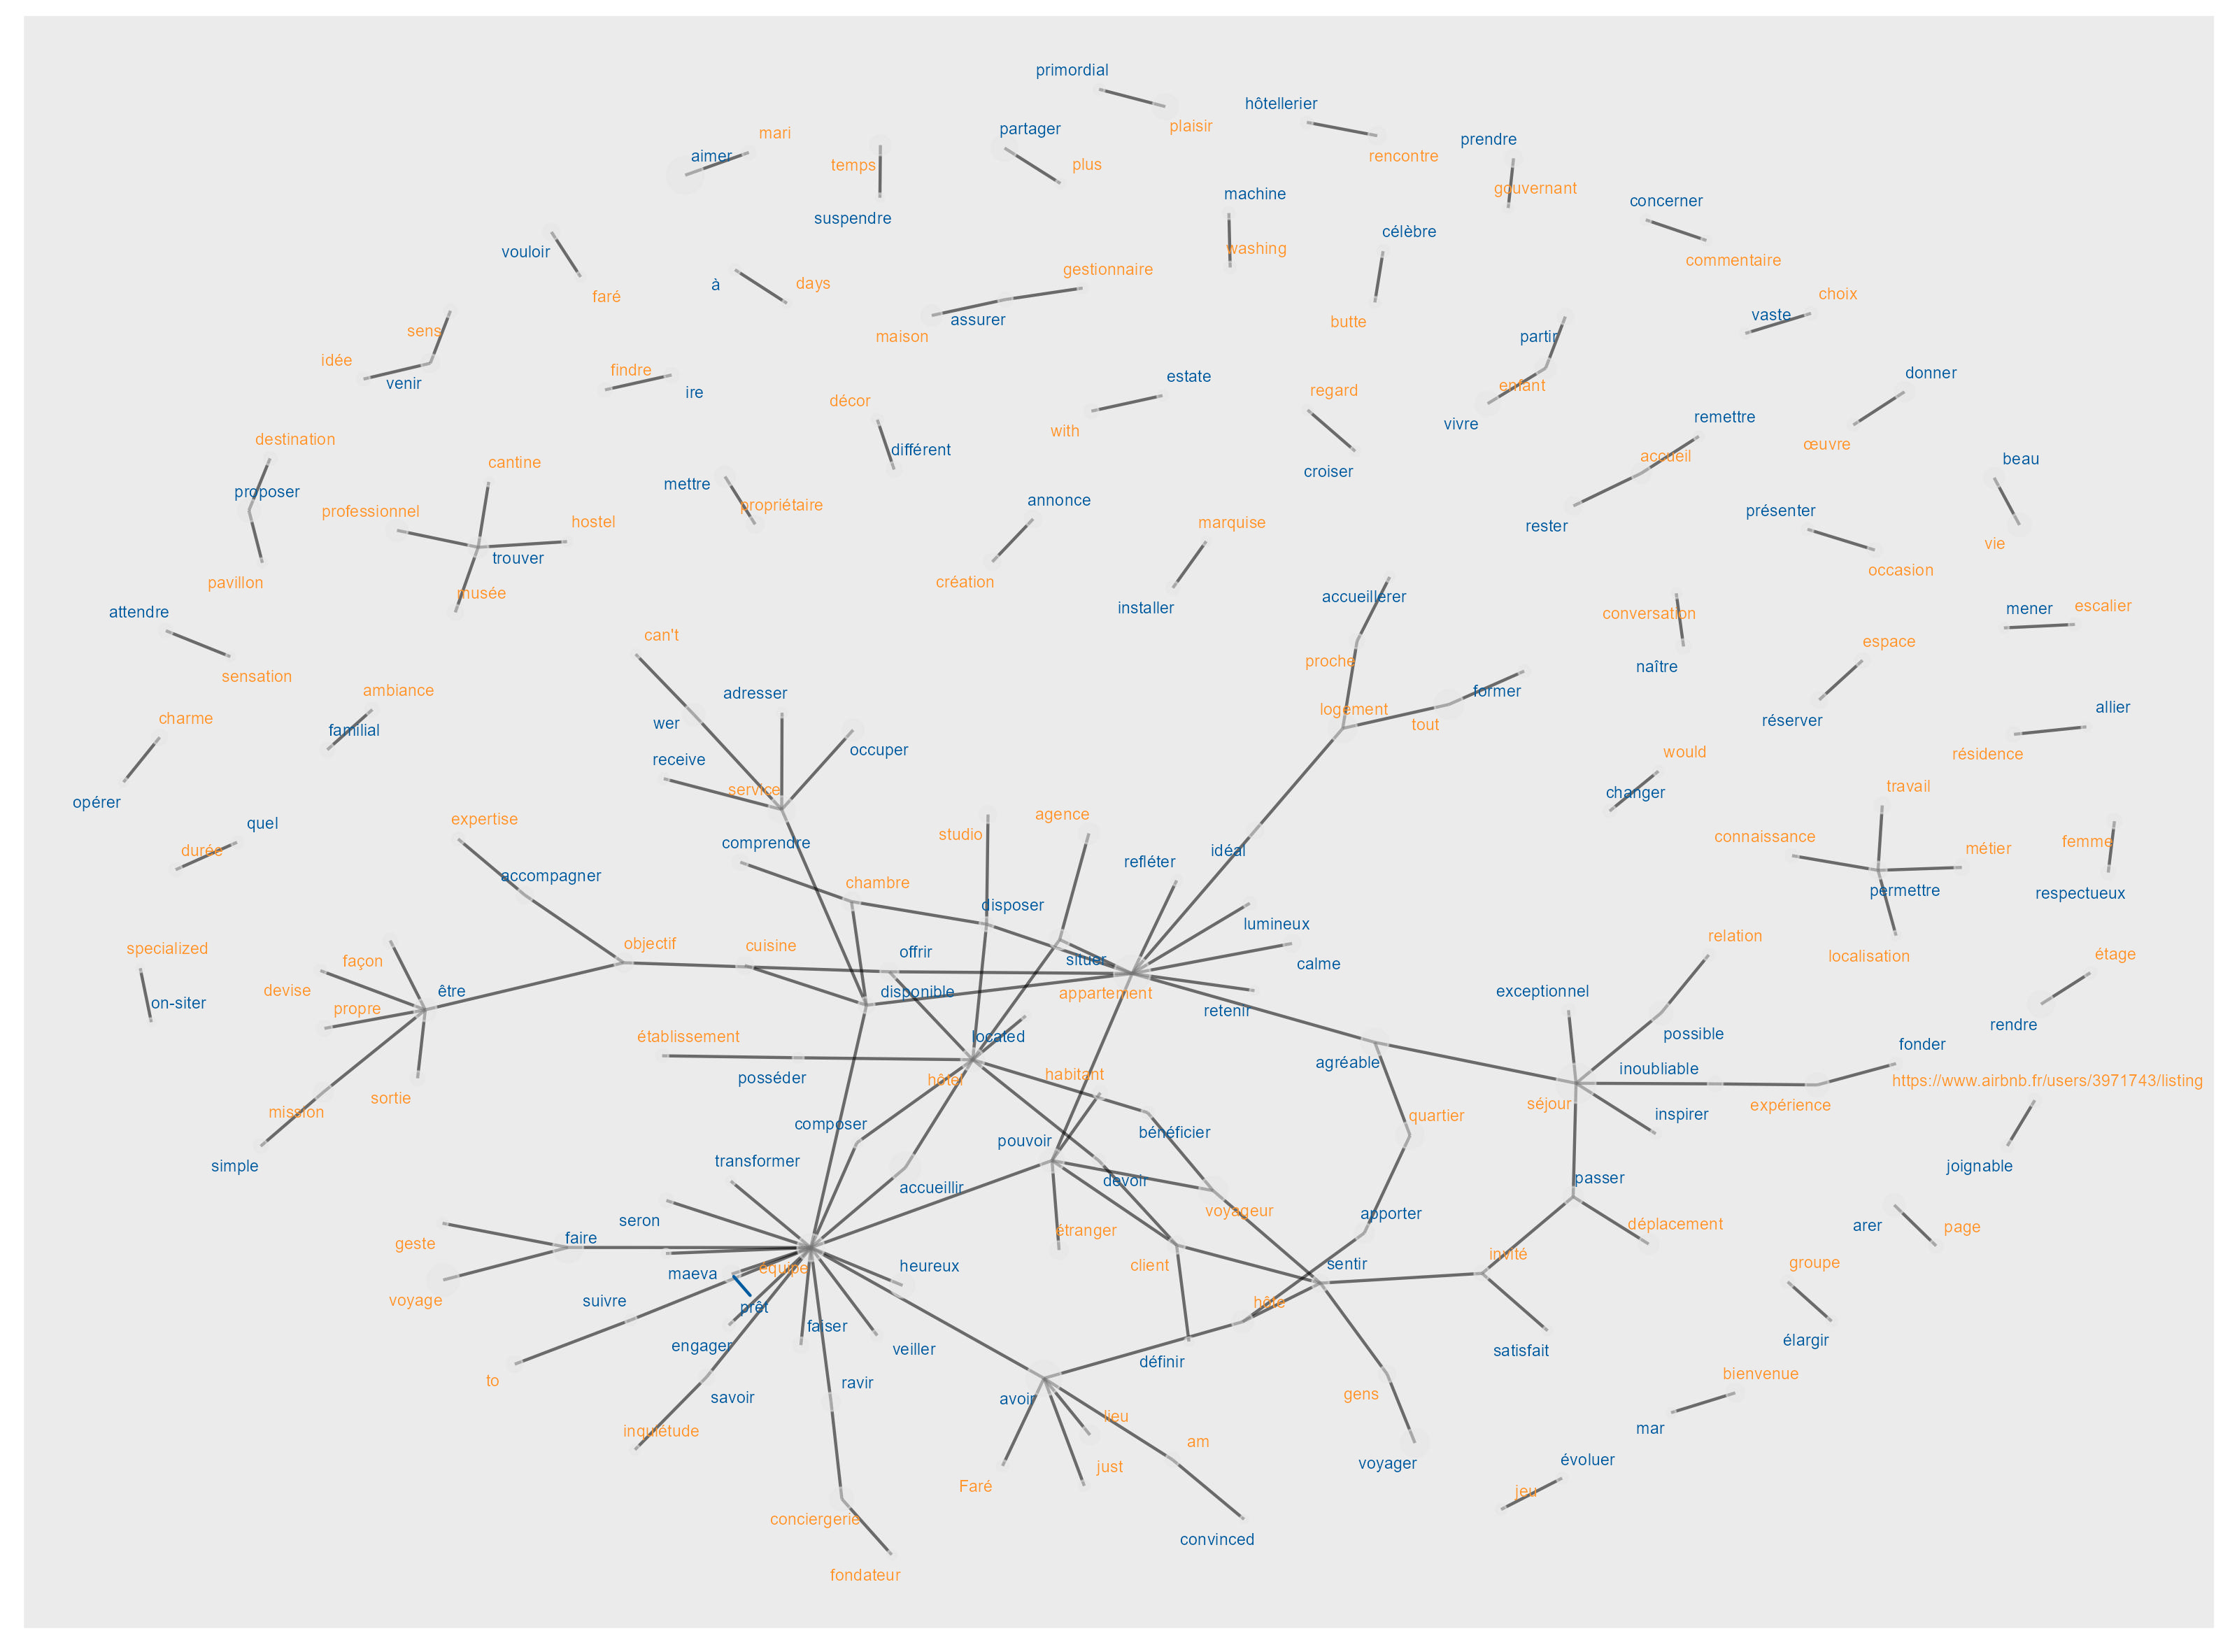 primordial
plaisir
hôtellerier
rencontre
partager
plus
mari
aimer
temps
suspendre
prendre
gouvernant
machine
washing
concerner
commentaire
célèbre
butte
vouloir
faré
à
days
gestionnaire
assurer
maison
choix
vaste
partir
enfant
vivre
sens
idée
venir
findre
ire
estate
with
décor
différent
regard
croiser
donner
œuvre
remettre
accueil
rester
destination
proposer
pavillon
cantine
professionnel
hostel
trouver
musée
mettre
propriétaire
annonce
création
marquise
installer
beau
vie
présenter
occasion
accueillerer
proche
logement
tout
former
conversation
naître
mener
escalier
attendre
sensation
espace
réserver
can't
adresser
wer
occuper
receive
service
ambiance
familial
charme
opérer
allier
résidence
would
changer
travail
connaissance
métier
permettre
localisation
femme
respectueux
quel
durée
expertise
accompagner
comprendre
chambre
studio
agence
refléter
idéal
disposer
lumineux
calme
specialized
on-siter
façon
devise
propre
être
objectif
cuisine
offrir
disponible
situer
appartement
retenir
relation
exceptionnel
possible
étage
rendre
établissement
posséder
located
hôtel
habitant
agréable
inoubliable
fonder
https://www.airbnb.fr/users/3971743/listing
séjour
expérience
inspirer
mission
sortie
simple
composer
pouvoir
bénéficier
quartier
joignable
transformer
accueillir
devoir
voyageur
passer
seron
faire
geste
étranger
apporter
déplacement
arer
page
maeva
équipe
heureux
client
sentir
invité
groupe
élargir
voyage
suivre
prêt
hôte
engager
faiser
veiller
définir
satisfait
to
savoir
ravir
avoir
gens
bienvenue
mar
inquiétude
lieu
am
just
Faré
voyager
évoluer
jeu
conciergerie
convinced
fondateur